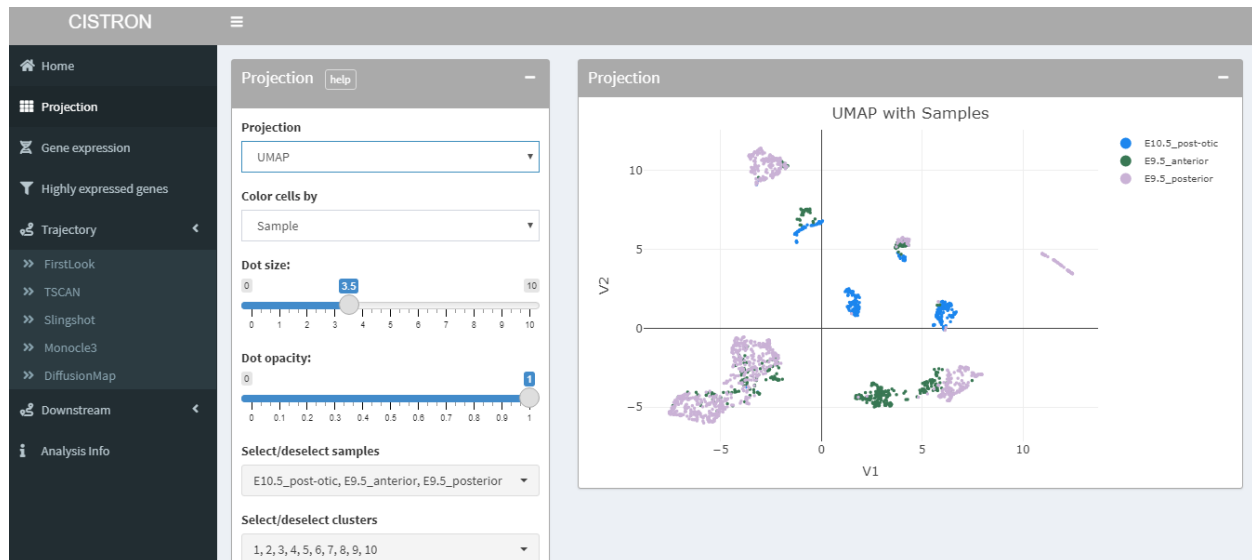 CISTRON
Home
Projection
Gene expression
Highly expressed genes
Trajectory
FirstLook
TSCAN
Slingshot
Monocle3
DiffusionMap
Downstream
Analysis Info
Projection help
Projection
UMAP
Color cells by
Sample
Dot size:
0 3.5 10
0 1 2 3 4 5 6 7 8 9 10
Dot opacity:
0 1
0 0.1 0.2 0.3 0.4 0.5 0.6 0.7 0.8 0.9 1
Select/deselect samples
E10.5_post-otic, E9.5_anterior, E9.5_posterior
Select/deselect clusters
1, 2, 3, 4, 5, 6, 7, 8, 9, 10
Projection
UMAP with Samples
E10.5_post-otic
E9.5_anterior
E9.5_posterior
10
5
0
−5
V2
−5 0 5 10
V1